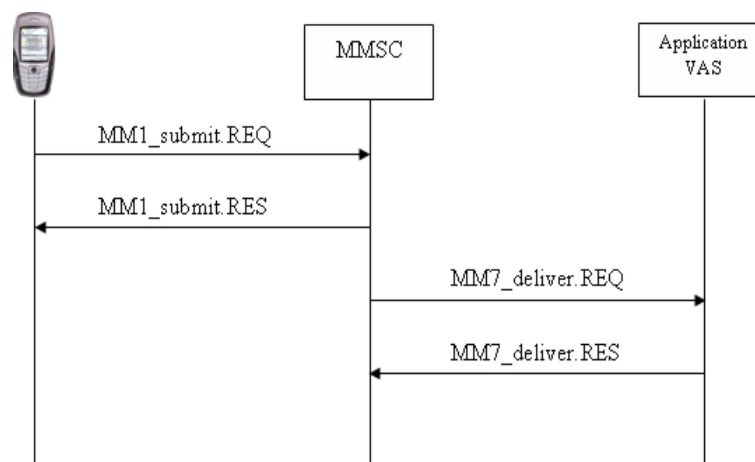 MMSC
Application
VAS
MM1_submit.REQ
MM1_submit.RES
MM7_deliver.REQ
MM7_deliver.RES